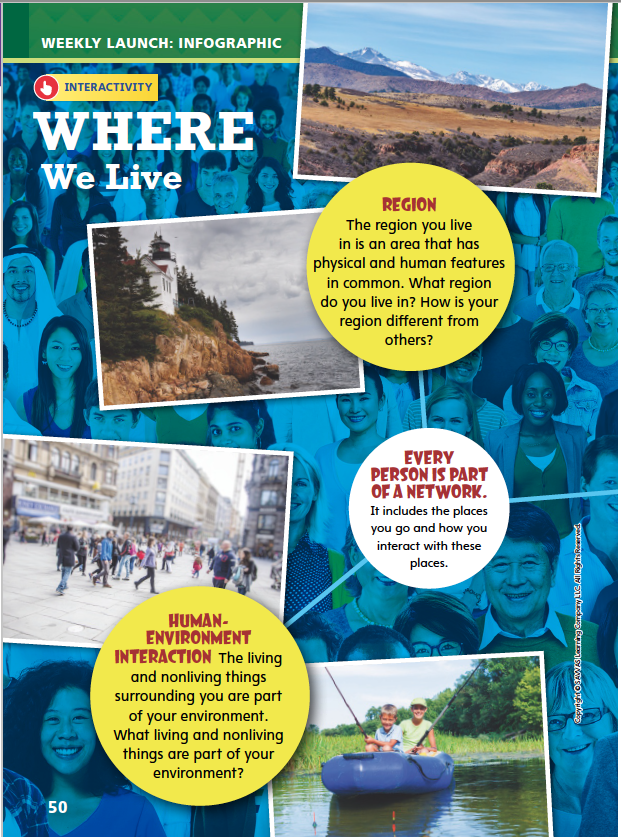 WEEKLY LAUNCH: INFOGRAPHIC
INTERACTIVITY
WHERE
We Live
REGION
The region you live
in is an area that has
physical and human features
in common. What region
do you live in? How is your
region different from
others?
EVERY
PERSON IS PART
OF A NETWORK.
It includes the places
you go and how you
interact with these
places.
HUMAN-
ENVIRONMENT
INTERACTION The living
and nonliving things
surrounding you are part
of your environment.
What living and nonliving
things are part of your
environment?
50
Copyright © SAVVAS Learning Company LLC. All Rights Reserved.